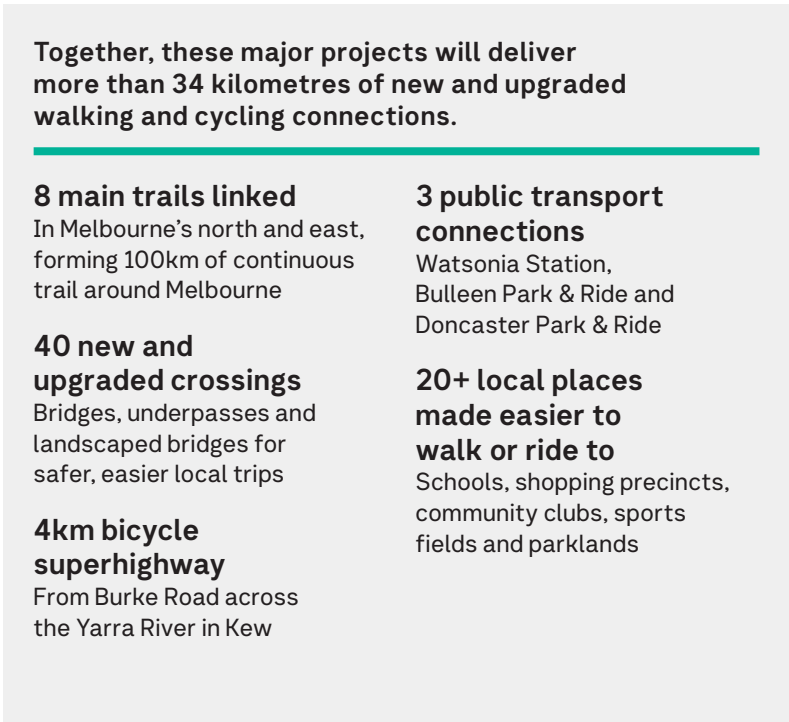 Together, these major projects will deliver
more than 34 kilometres of new and upgraded
walking and cycling connections.
8 main trails linked
In Melbourne’s north and east,
forming 100km of continuous
trail around Melbourne
40 new and
upgraded crossings
Bridges, underpasses and
landscaped bridges for
safer, easier local trips
4km bicycle
superhighway
From Burke Road across
the Yarra River in Kew
3 public transport
connections
Watsonia Station,
Bulleen Park & Ride and
Doncaster Park & Ride
20+ local places
made easier to
walk or ride to
Schools, shopping precincts,
community clubs, sports
fields and parklands